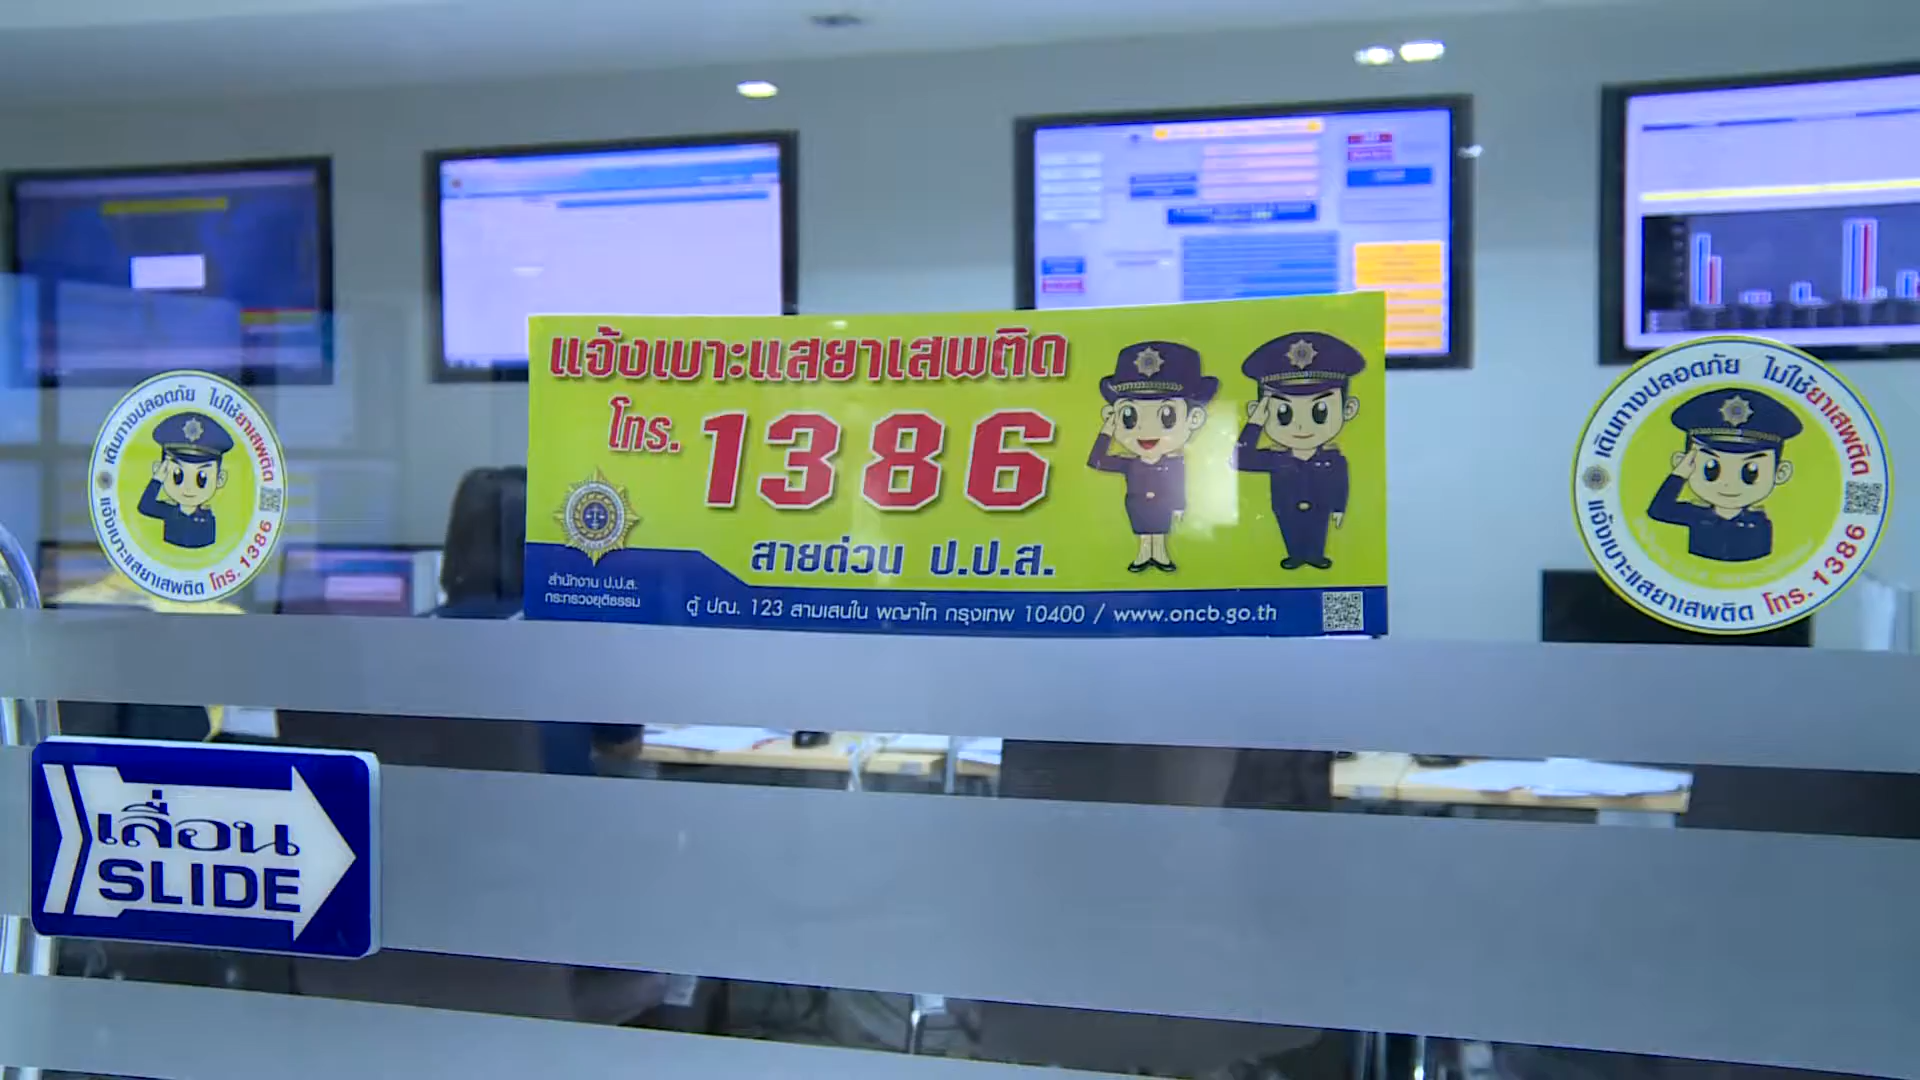 แจ้งเบาะแสยาเสพติด
โทร. 1386
สายด่วน ป.ป.ส.
สำนักงาน ป.ป.ส.
กระทรวงยุติธรรม
ตู้ ปณ. 123 สามเสนใน พญาไท กรุงเทพ 10400 / www.oncb.go.th
เดินทางปลอดภัย ไม่ใช้ยาเสพติด
แจ้งเบาะแสยาเสพติด โทร. 1386
เดินทางปลอดภัย ไม่ใช้ยาเสพติด
แจ้งเบาะแสยาเสพติด โทร. 1386
เลื่อน
SLIDE